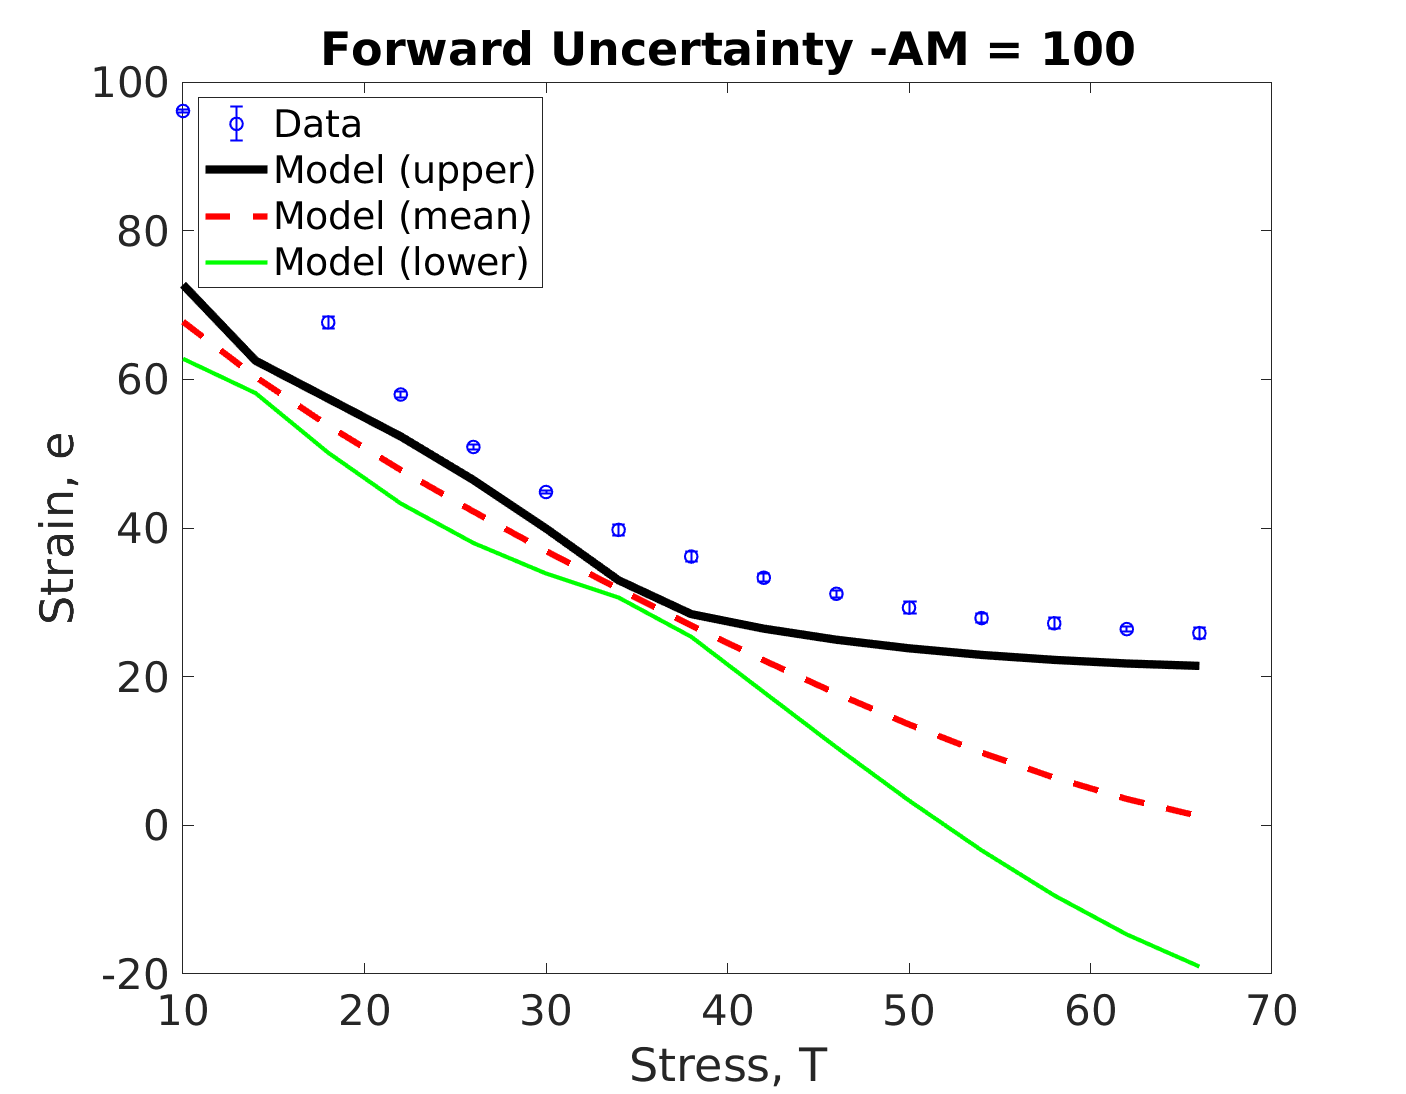 Forward Uncertainty -AM = 100
100
80
60
40
20
0
-20
Strain, e
Data
Model (upper)
Model (mean)
Model (lower)
10
20
30
40
50
60
70
Stress, T